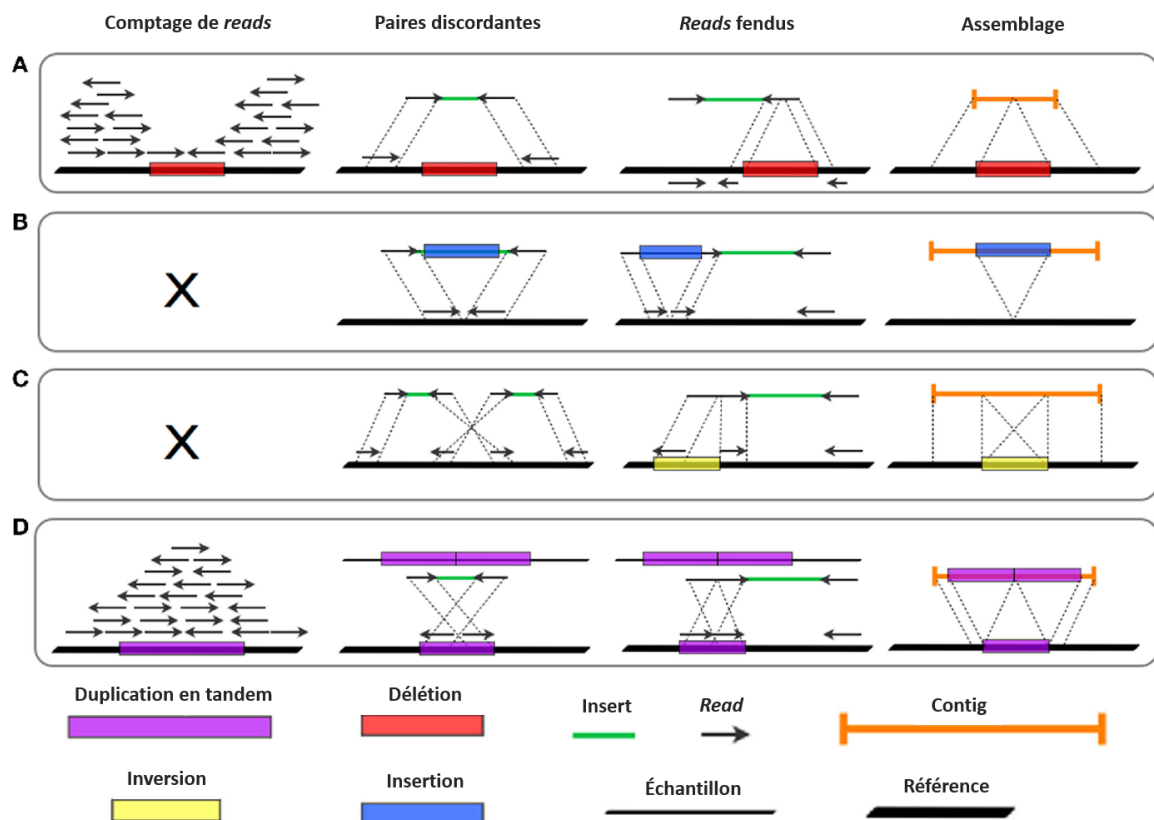 Comptage de reads
Paires discordantes
Reads fendus
Assemblage
A
B
X
C
X
D
Duplication en tandem
Délétion
Insert
Read
Contig
Inversion
Insertion
Échantillon
Référence